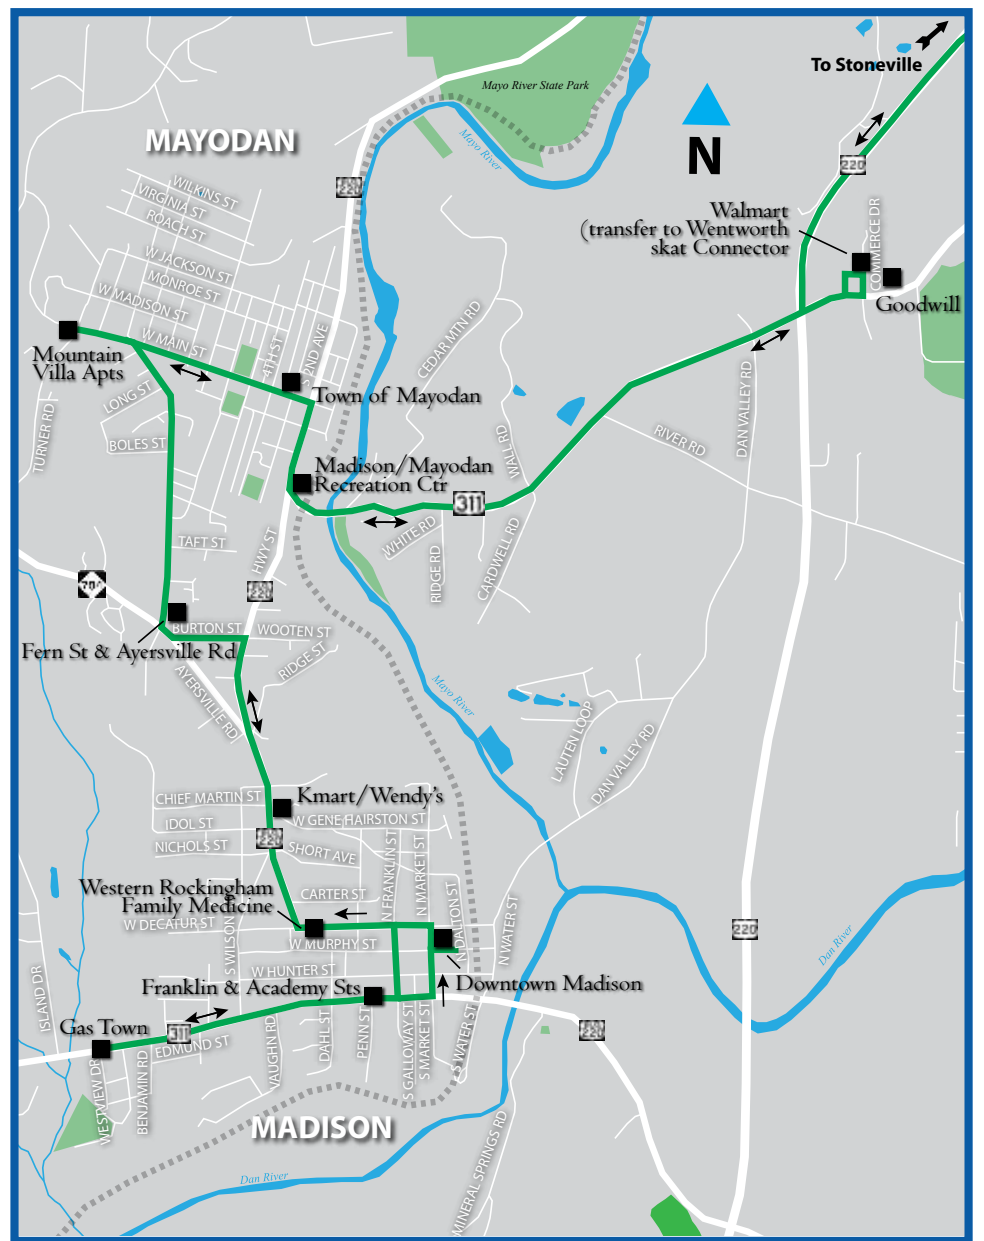 To Stoneville
Mayo River State Park
MAYODAN
Mayo River
N
220
220
WILKINS ST
VIRGINIA ST
ROACH ST
Walmart
(transfer to Wentworth
skat Connector
COMMERCE DR
W JACKSON ST
MONROE ST
W MADISON ST
Goodwill
W MAIN ST
4TH ST
2ND AVE
CEDAR MTN RD
Mountain
Villa Apts
Town of Mayodan
DAN VALLEY RD
LONG ST
TURNER RD
BOLES ST
WALL RD
RIVER RD
Madison/Mayodan
Recreation Ctr
311
WHITE RD
TAFT ST
HWY ST
RIDGE RD
CARDWELL RD
704
220
BURTON ST
WOOTEN ST
Fern St & Ayersville Rd
RIDGE ST
AYERSVILLE RD
Mayo River
LAUTEN LOOP
DAN VALLEY RD
CHIEF MARTIN ST
Kmart/Wendy's
IDOL ST
W GENE HAIRSTON ST
220
NICHOLS ST
SHORT AVE
N FRANKLIN ST
N MARKET ST
Western Rockingham
Family Medicine
CARTER ST
N DALTON ST
N WATER ST
W DECATUR ST
S WILSON ST
W MURPHY ST
220
Dan River
W HUNTER ST
Franklin & Academy Sts
Downtown Madison
ISLAND DR
Gas Town
311
EDMUND ST
220
VAUGHN RD
DAHL ST
PENN ST
S GALLOWAY ST
S MARKET ST
S WATER ST
WESTVIEW DR
BENJAMIN RD
MADISON
MINERAL SPRINGS RD
Dan River